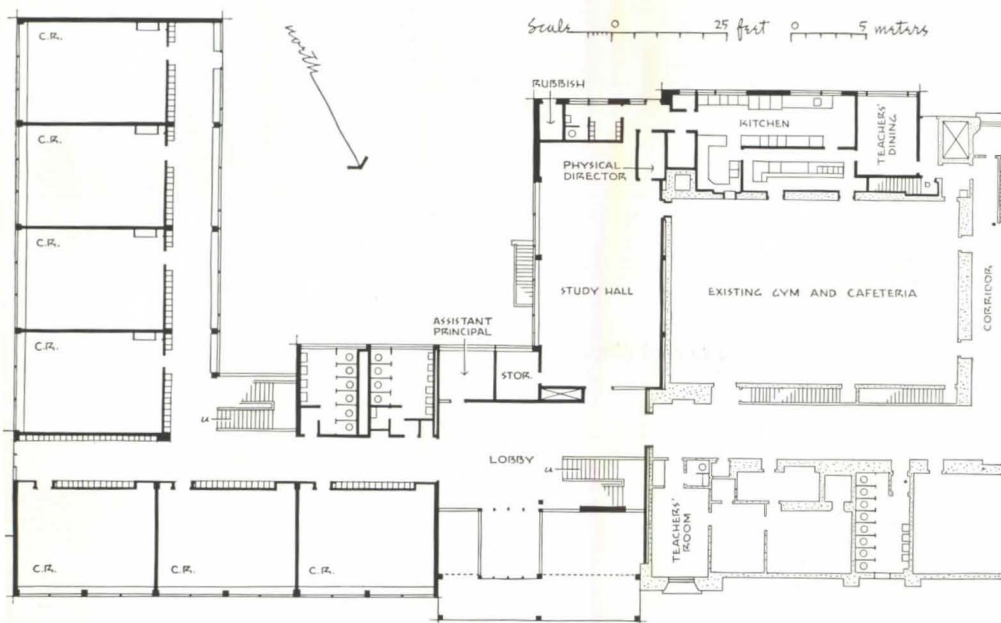 C.R.
north
Scale 0 25 feet 0 5 meters
RUBBISH
KITCHEN
TEACHERS'
DINING
C.R.
PHYSICAL
DIRECTOR
D
C.R.
STUDY HALL
EXISTING GYM AND CAFETERIA
CORRIDOR
ASSISTANT
PRINCIPAL
C.R.
STOR.
u
LOBBY
u
TEACHERS'
ROOM
C.R.
C.R.
C.R.